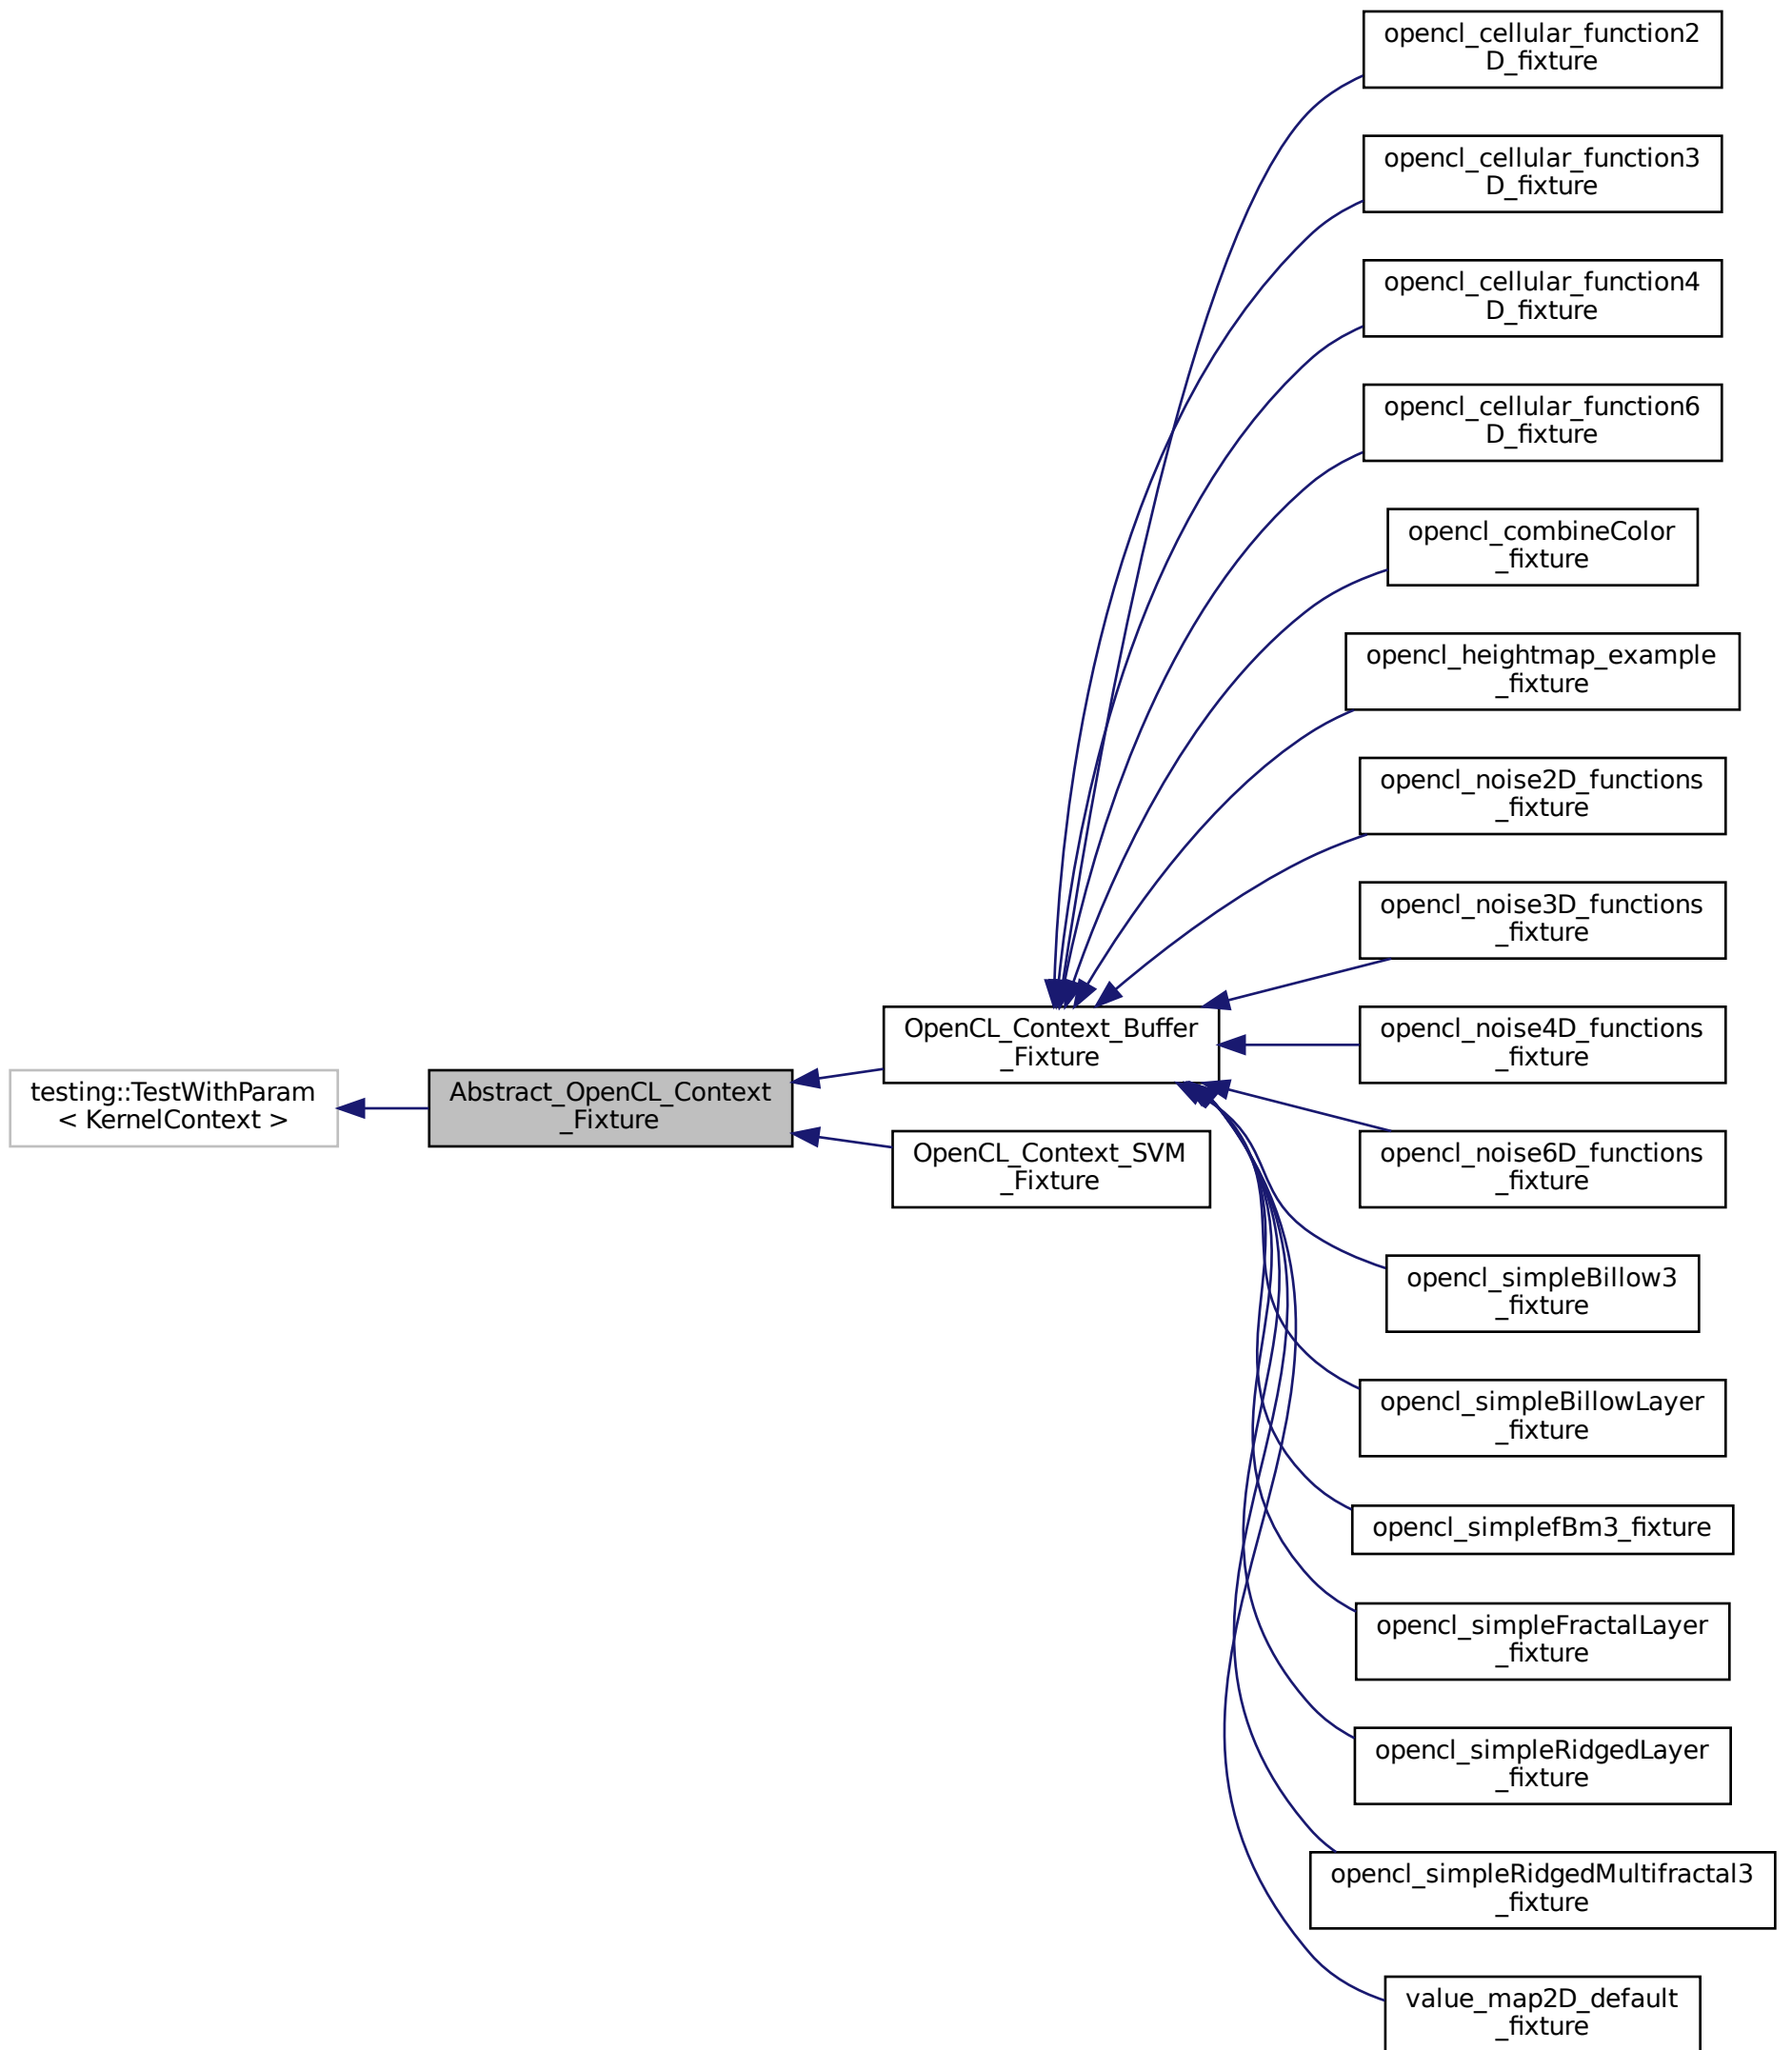 opencl_cellular_function2
D_fixture
opencl_cellular_function3
D_fixture
opencl_cellular_function4
D_fixture
opencl_cellular_function6
D_fixture
opencl_combineColor
_fixture
opencl_heightmap_example
_fixture
opencl_noise2D_functions
_fixture
opencl_noise3D_functions
_fixture
OpenCL_Context_Buffer
_Fixture
opencl_noise4D_functions
_fixture
testing::TestWithParam
< KernelContext >
Abstract_OpenCL_Context
_Fixture
OpenCL_Context_SVM
_Fixture
opencl_noise6D_functions
_fixture
opencl_simpleBillow3
_fixture
opencl_simpleBillowLayer
_fixture
opencl_simplefBm3_fixture
opencl_simpleFractalLayer
_fixture
opencl_simpleRidgedLayer
_fixture
opencl_simpleRidgedMultifractal3
_fixture
value_map2D_default
_fixture